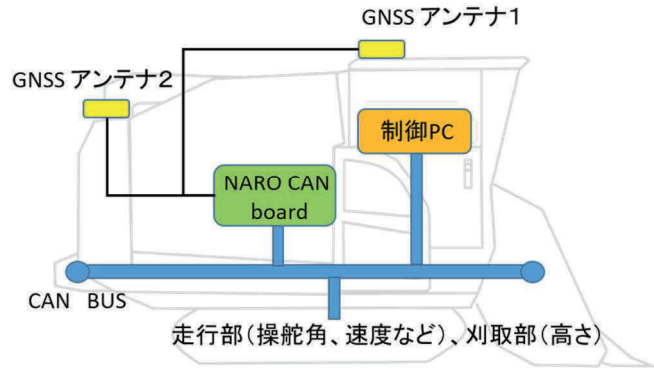 GNSS アンテナ1
GNSS アンテナ2
制御PC
NARO CAN
board
CAN BUS
走行部(操舵角、速度など)、刈取部(高さ)